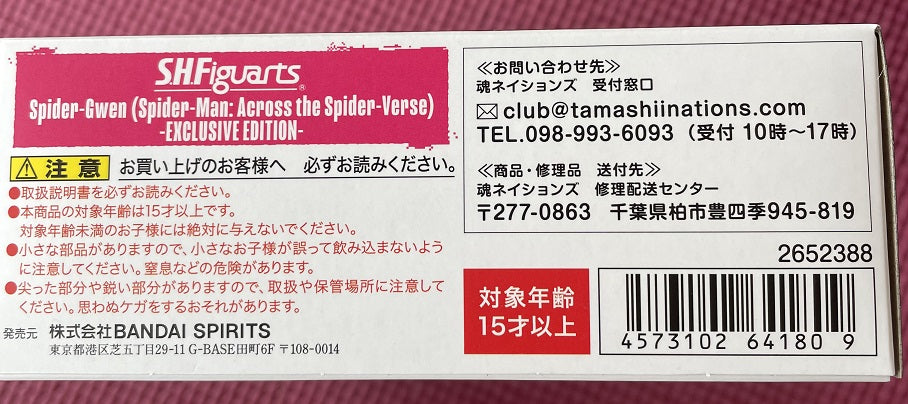 S.H.Figuarts®
Spider-Gwen (Spider-Man: Across the Spider-Verse)
-EXCLUSIVE EDITION-
注意 お買い上げのお客様へ 必ずお読みください。
●取扱説明書を必ずお読みください。
●本商品の対象年齢は15才以上です。
対象年齢未満のお子様には絶対に与えないでください。
●小さな部品がありますので、小さなお子様が誤って飲み込まないよう
に注意してください。窒息などの危険があります。
●尖った部分や鋭い部分がありますので、取扱や保管場所に注意して
ください。思わぬケガをするおそれがあります。
発売元 株式会社BANDAI SPIRITS
東京都港区芝五丁目29-11 G-BASE田町6F 〒108-0014
≪お問い合わせ先≫
魂ネイションズ 受付窓口
club@tamashiinations.com
TEL.098-993-6093 (受付 10時〜17時)
≪商品・修理品 送付先≫
魂ネイションズ 修理配送センター
〒277-0863 千葉県柏市豊四季945-819
2652388
対象年齢
15才以上
4573102 64180 9